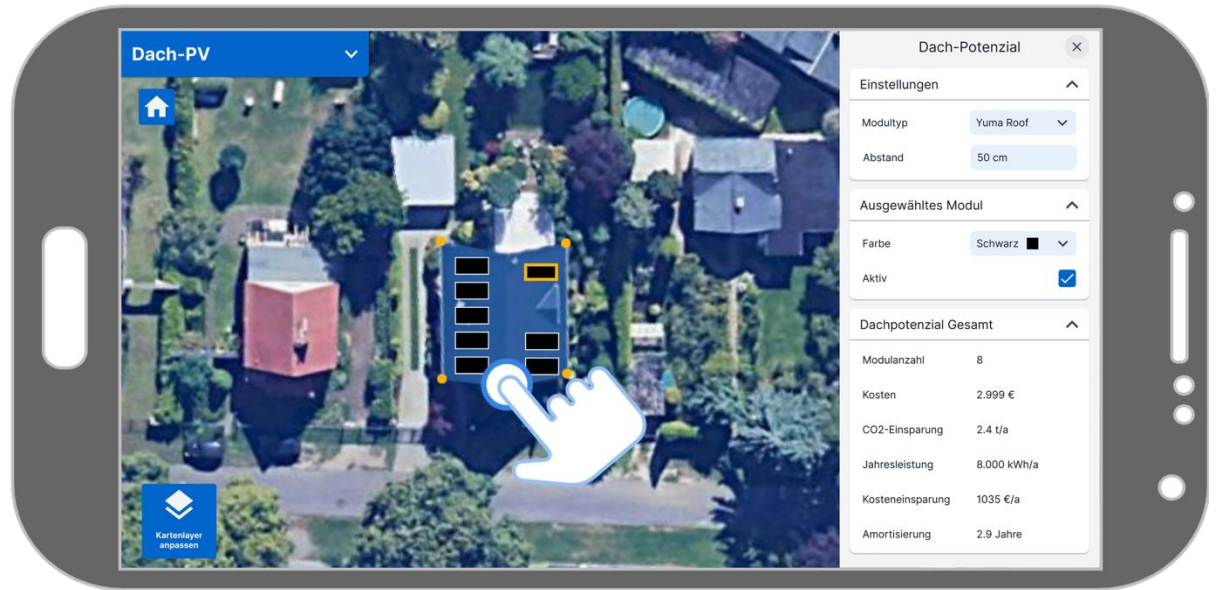 Dach-PV
Kartenlayer
anpassen
Dach-Potenzial
Einstellungen
Modultyp Yuma Roof
Abstand 50 cm
Ausgewähltes Modul
Farbe Schwarz
Aktiv
Dachpotenzial Gesamt
Modulanzahl 8
Kosten 2.999 €
CO2-Einsparung 2.4 t/a
Jahresleistung 8.000 kWh/a
Kosteneinsparung 1035 €/a
Amortisierung 2.9 Jahre